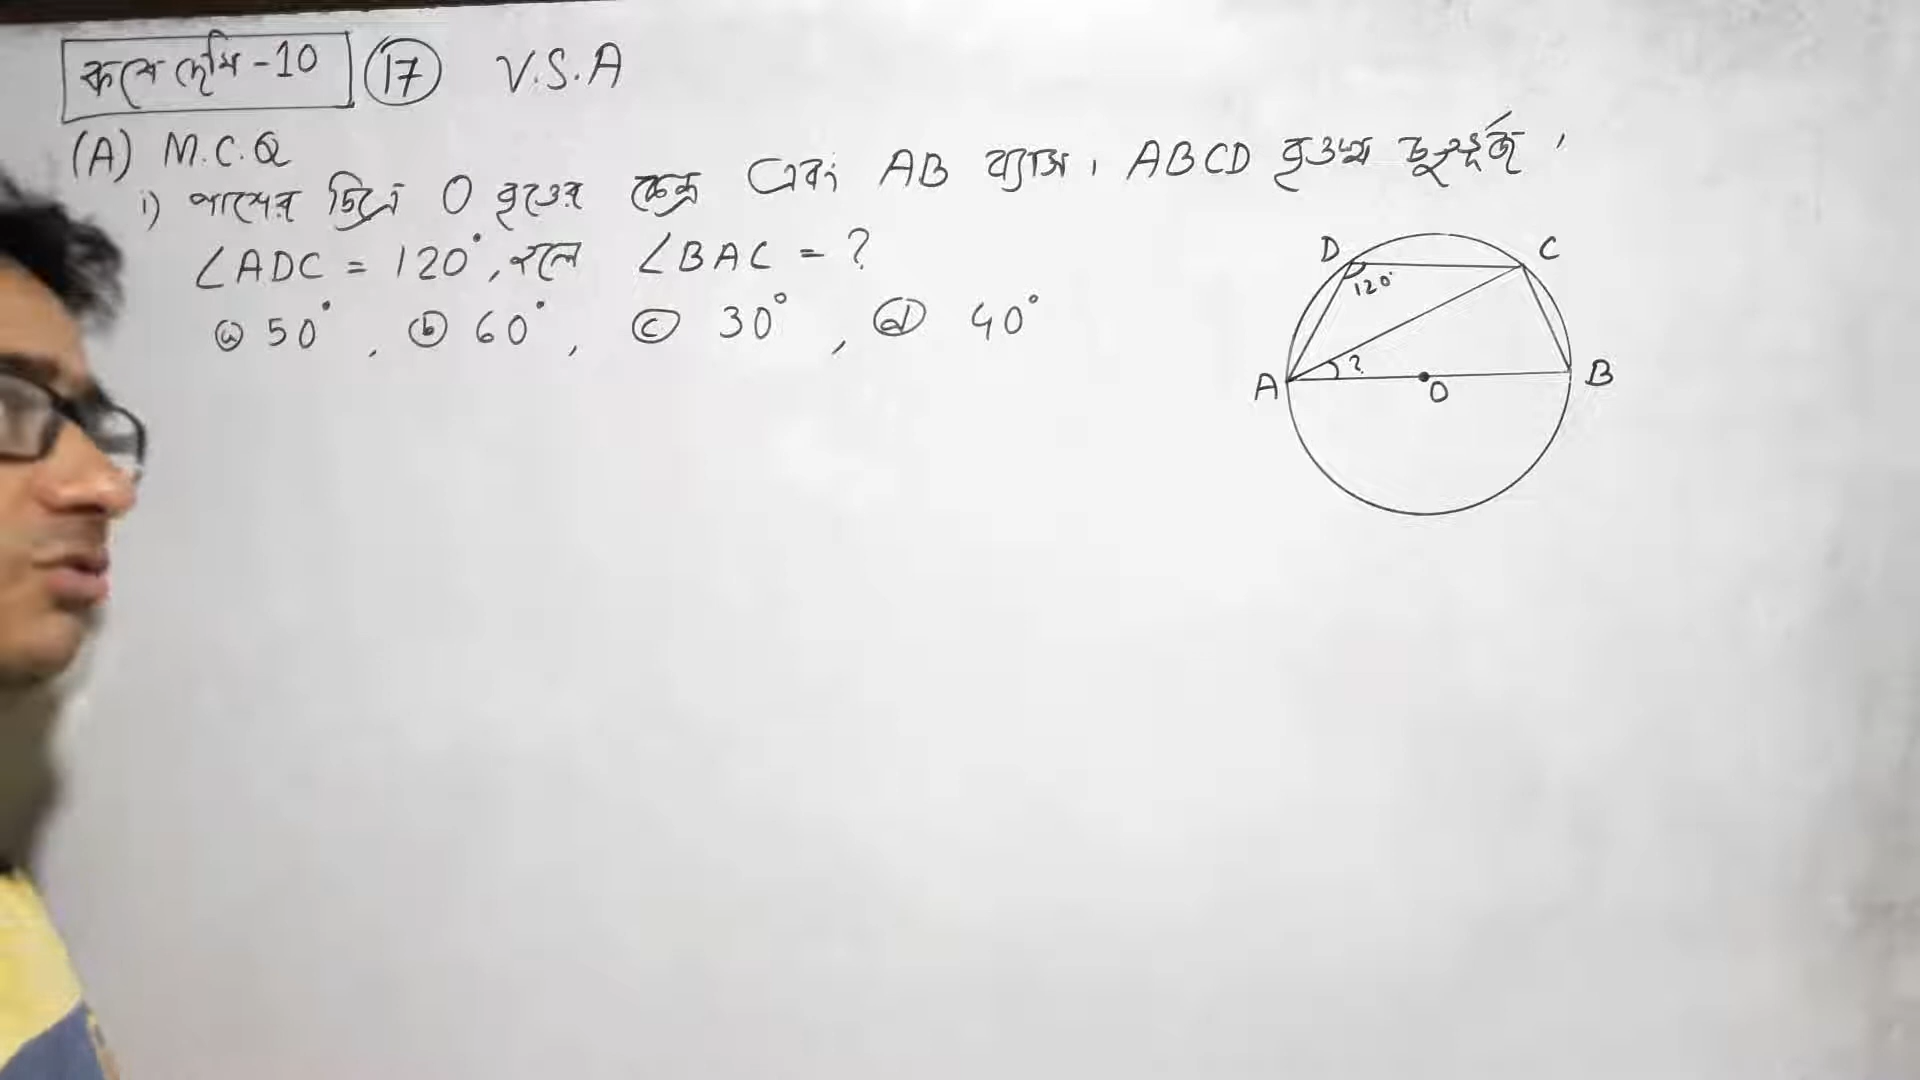 কষে দেখি - 10 (17) V.S.A
(A) M.C.Q
i) পাশের চিত্রে O বৃত্তের কেন্দ্র এবং AB ব্যাস। ABCD বৃত্তস্থ চতুর্ভুজ,
∠ADC = 120°, হলে ∠BAC = ?
ⓐ 50°, ⓑ 60°, ⓒ 30°, ⓓ 40°
D C
120°
?
A O B